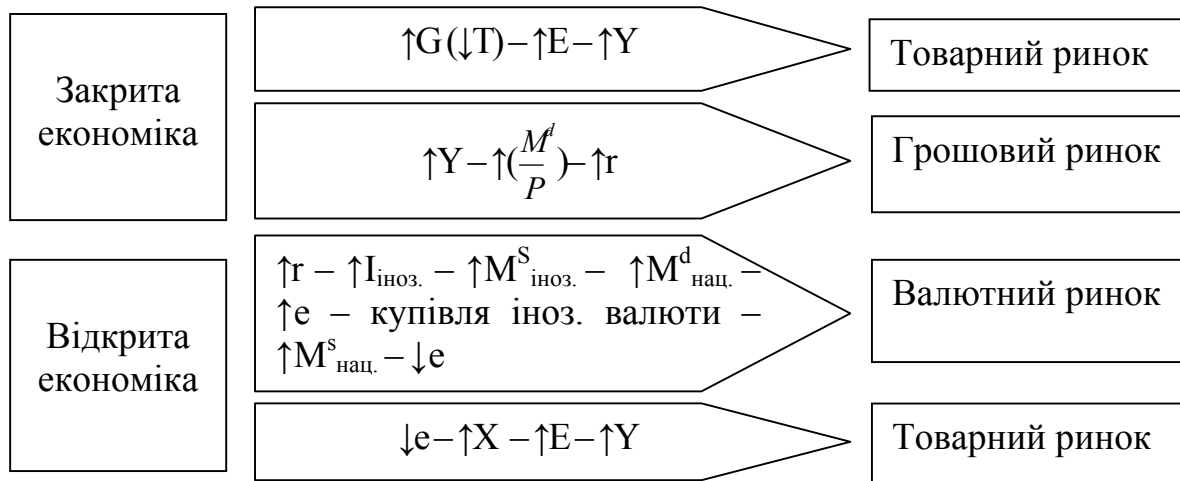 Закрита
економіка
↑G(↓T) – ↑E – ↑Y
Товарний ринок
↑Y – ↑(M^d/P) – ↑r
Грошовий ринок
Відкрита
економіка
↑r – ↑I_іноз. – ↑M^S_іноз. – ↑M^d_нац. –
↑e – купівля іноз. валюти –
↑M^s_нац. – ↓e
Валютний ринок
↓e – ↑X – ↑E – ↑Y
Товарний ринок